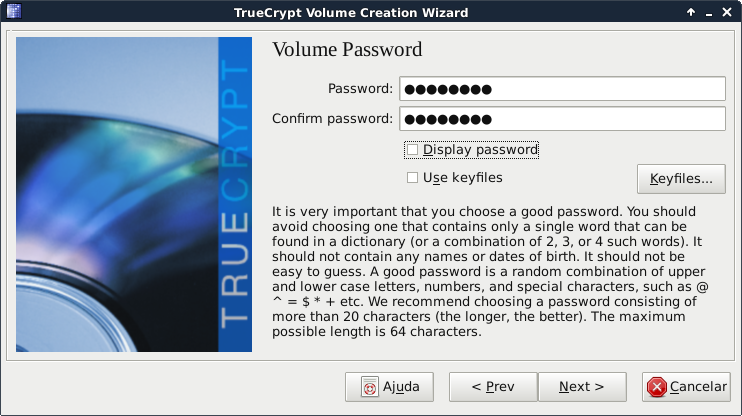 TrueCrypt Volume Creation Wizard
TRUECRYPT
Volume Password
Password: ●●●●●●●●
Confirm password: ●●●●●●●●
Display password
Use keyfiles
Keyfiles...
It is very important that you choose a good password. You should
avoid choosing one that contains only a single word that can be
found in a dictionary (or a combination of 2, 3, or 4 such words). It
should not contain any names or dates of birth. It should not be
easy to guess. A good password is a random combination of upper
and lower case letters, numbers, and special characters, such as @
^ = $ * + etc. We recommend choosing a password consisting of
more than 20 characters (the longer, the better). The maximum
possible length is 64 characters.
Ajuda
< Prev
Next >
Cancelar